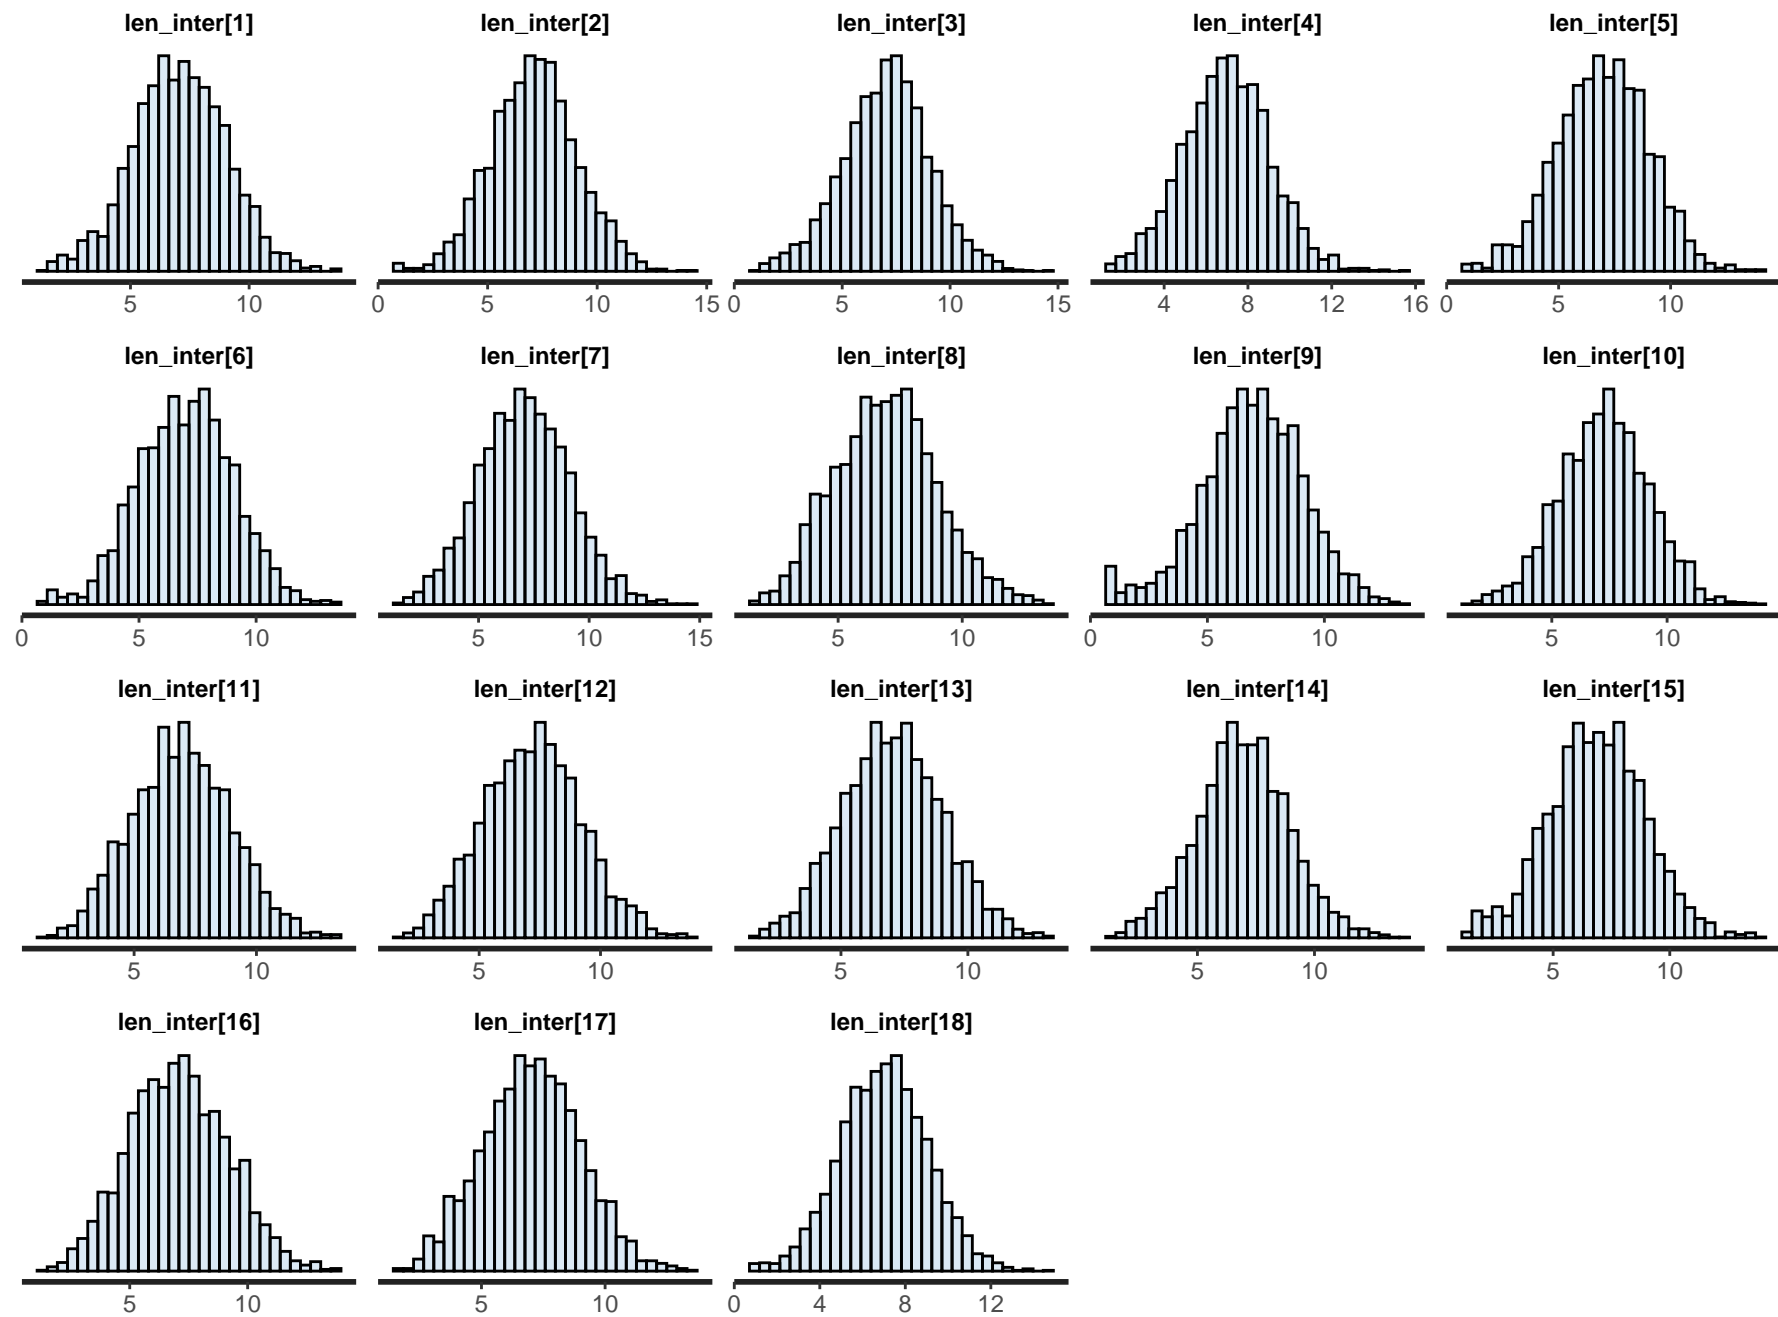 len_inter[1] len_inter[2] len_inter[3] len_inter[4] len_inter[5]
5 10 0 5 10 15 0 5 10 15 4 8 12 16 0 5 10
len_inter[6] len_inter[7] len_inter[8] len_inter[9] len_inter[10]
0 5 10 5 10 15 5 10 0 5 10 5 10
len_inter[11] len_inter[12] len_inter[13] len_inter[14] len_inter[15]
5 10 5 10 5 10 5 10 5 10
len_inter[16] len_inter[17] len_inter[18]
5 10 5 10 0 4 8 12